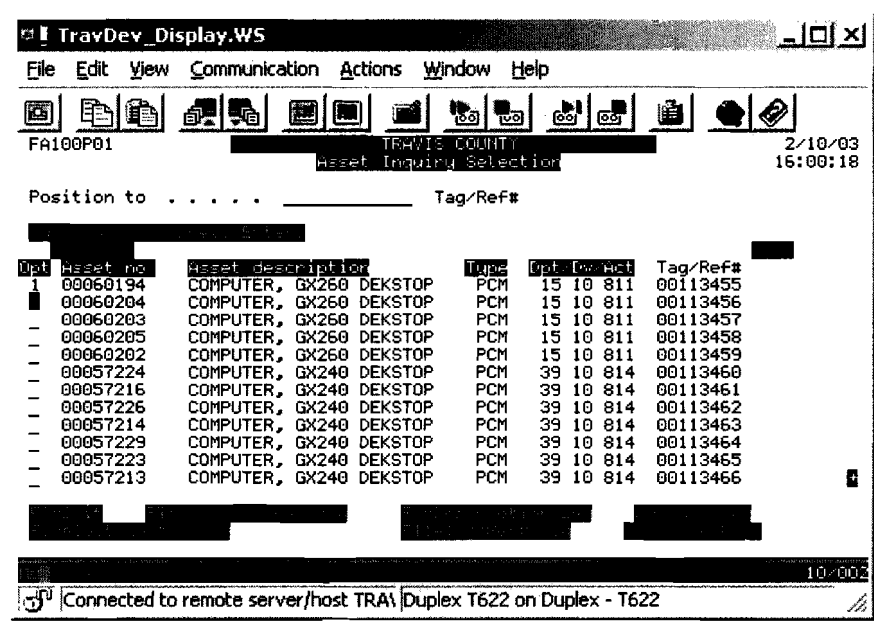 TravDev_Display.WS
File Edit View Communication Actions Window Help
FA100P01 TRAVIS COUNTY 2/10/03
Asset Inquiry Selection 16:00:18
Position to . . . . . Tag/Ref#
Opt Asset no. Asset description Type Dpt Dv Act Tag/Ref#
1 00060194 COMPUTER, GX260 DEKSTOP PCM 15 10 811 00113455
00060204 COMPUTER, GX260 DEKSTOP PCM 15 10 811 00113456
_ 00060203 COMPUTER, GX260 DEKSTOP PCM 15 10 811 00113457
_ 00060205 COMPUTER, GX260 DEKSTOP PCM 15 10 811 00113458
_ 00060202 COMPUTER, GX260 DEKSTOP PCM 15 10 811 00113459
_ 00057224 COMPUTER, GX240 DEKSTOP PCM 39 10 814 00113460
_ 00057216 COMPUTER, GX240 DEKSTOP PCM 39 10 814 00113461
_ 00057226 COMPUTER, GX240 DEKSTOP PCM 39 10 814 00113462
_ 00057214 COMPUTER, GX240 DEKSTOP PCM 39 10 814 00113463
_ 00057229 COMPUTER, GX240 DEKSTOP PCM 39 10 814 00113464
_ 00057223 COMPUTER, GX240 DEKSTOP PCM 39 10 814 00113465
_ 00057213 COMPUTER, GX240 DEKSTOP PCM 39 10 814 00113466 +
10/002
Connected to remote server/host TRAV Duplex T622 on Duplex - T622